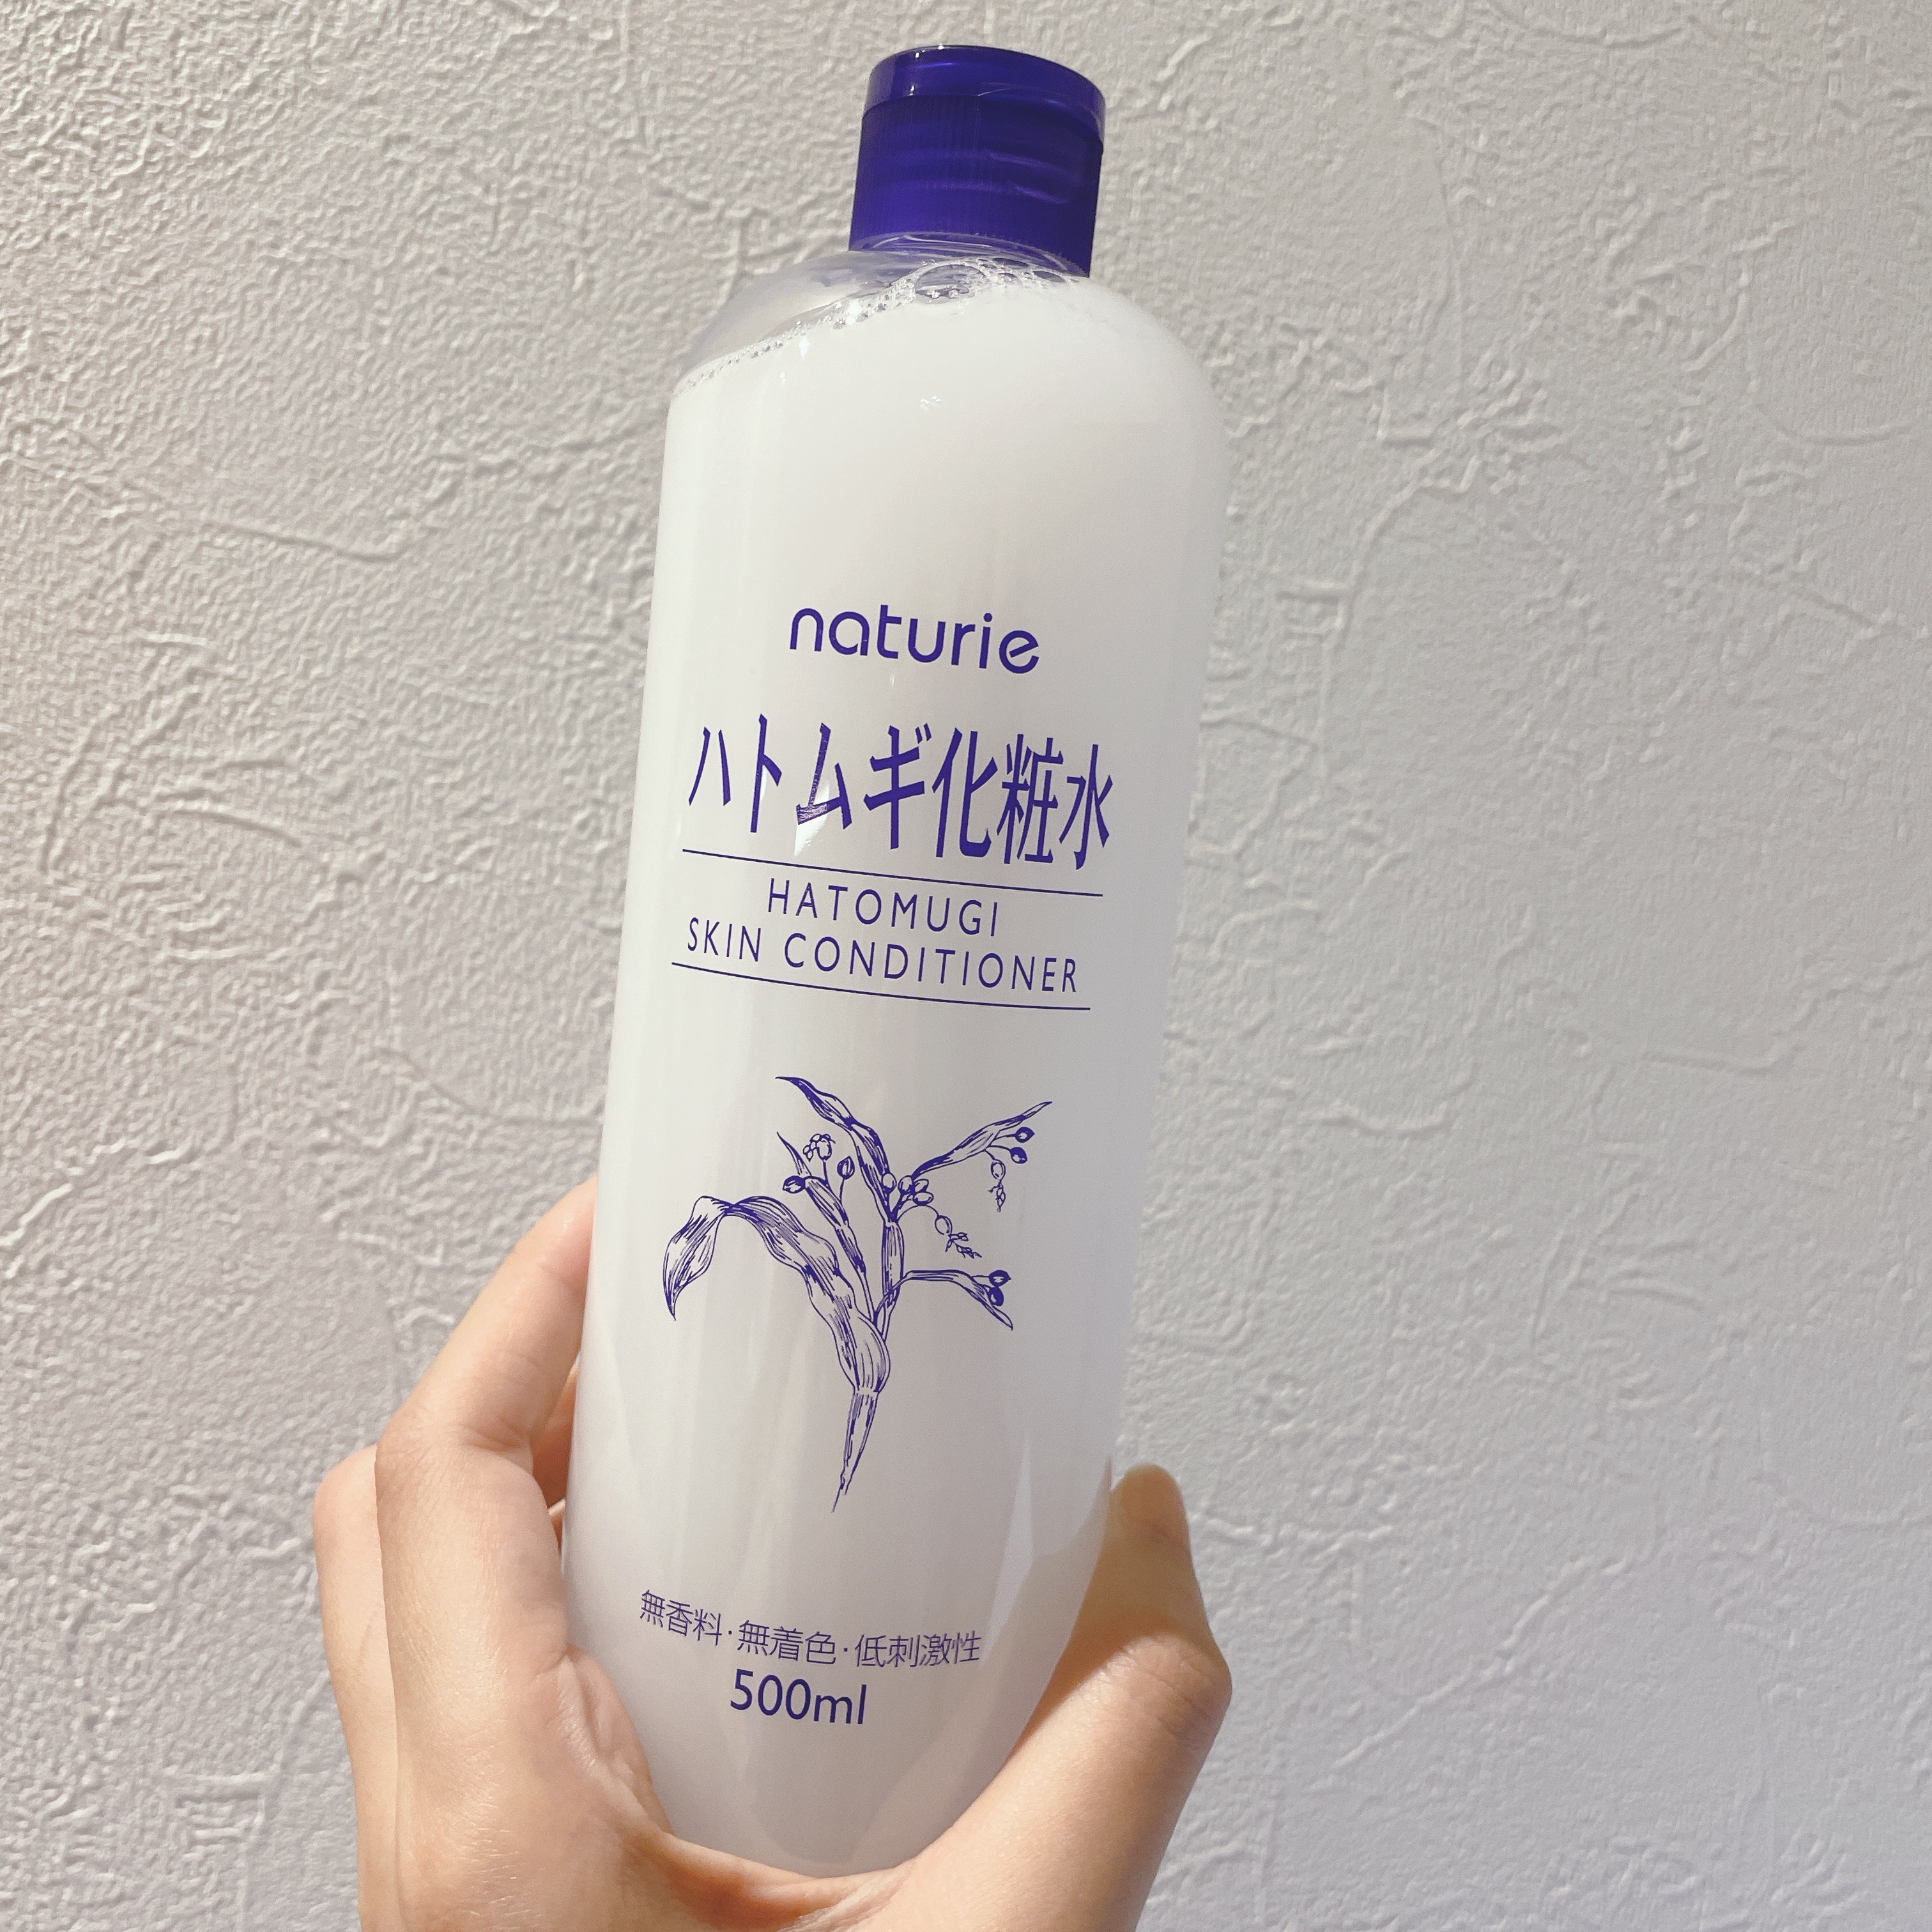 naturie
ハトムギ化粧水
HATOMUGI
SKIN CONDITIONER
無香料·無着色·低刺激性
500ml